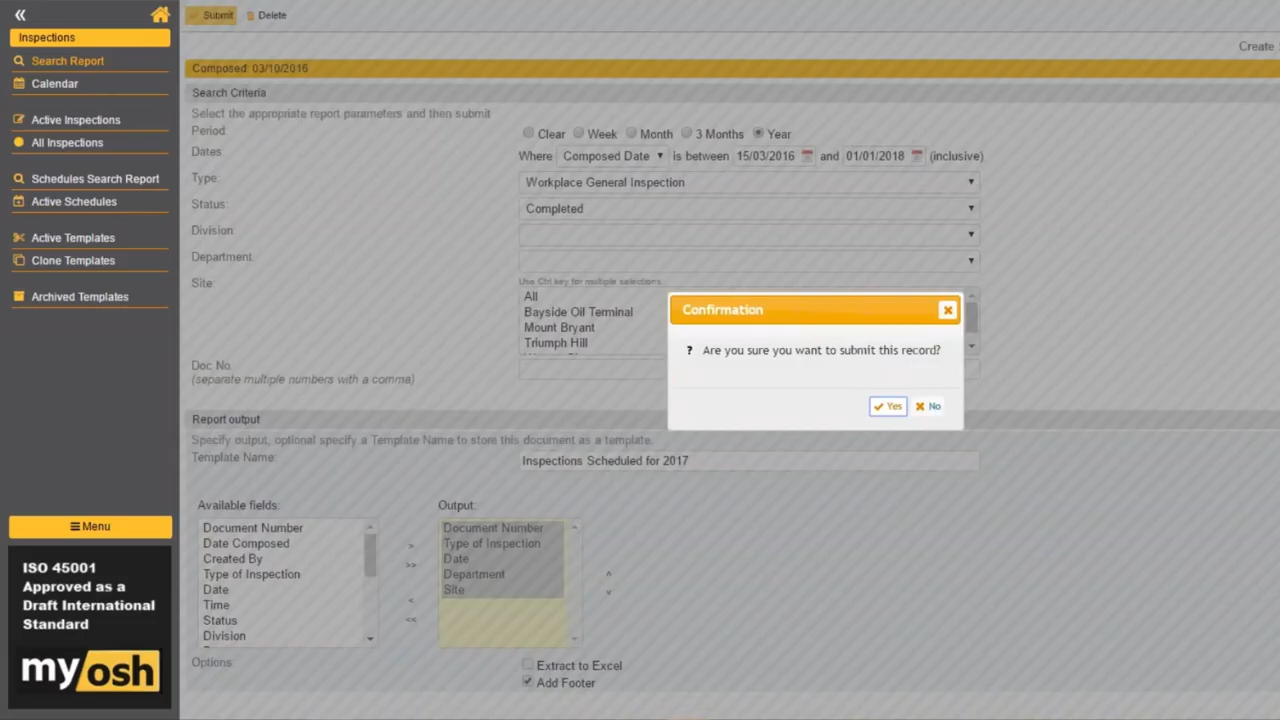 Submit Delete
Inspections
Search Report
Calendar
Active Inspections
All Inspections
Schedules Search Report
Active Schedules
Active Templates
Clone Templates
Archived Templates
Menu
ISO 45001
Approved as a
Draft International
Standard
myosh
Create
Composed: 03/10/2016
Search Criteria
Select the appropriate report parameters and then submit
Period: Clear Week Month 3 Months Year
Dates Where Composed Date is between 15/03/2016 and 01/01/2018 (inclusive)
Type: Workplace General Inspection
Status: Completed
Division:
Department:
Site: Use Ctrl key for multiple selections
All
Bayside Oil Terminal
Mount Bryant
Triumph Hill
Doc No.
(separate multiple numbers with a comma)
Confirmation
? Are you sure you want to submit this record?
Yes No
Report output
Specify output, optional specify a Template Name to store this document as a template.
Template Name: Inspections Scheduled for 2017
Available fields:
Document Number
Date Composed
Created By
Type of Inspection
Date
Time
Status
Division
>
>>
<
<<
Output:
Document Number
Type of Inspection
Date
Department
Site
Options: Extract to Excel
Add Footer